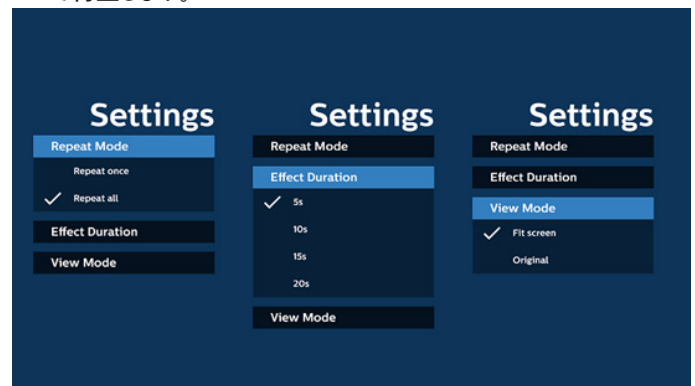 Settings
Repeat Mode
Repeat once
Repeat all
Effect Duration
View Mode
Settings
Repeat Mode
Effect Duration
5s
10s
15s
20s
View Mode
Settings
Repeat Mode
Effect Duration
View Mode
Fit screen
Original